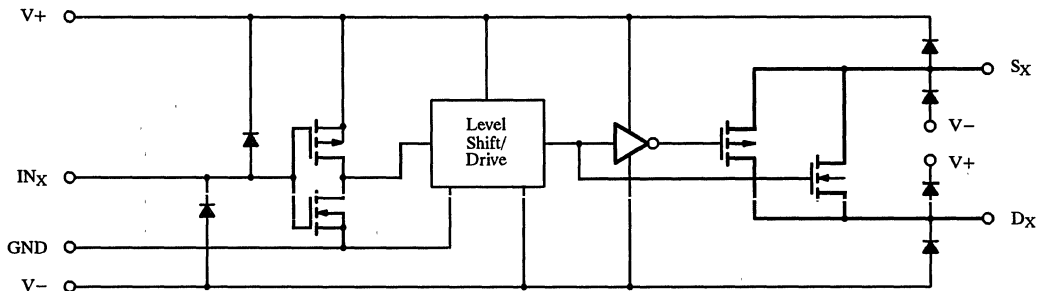 V+
SX
Level
Shift/
Drive
V−
V+
INX
DX
GND
V−